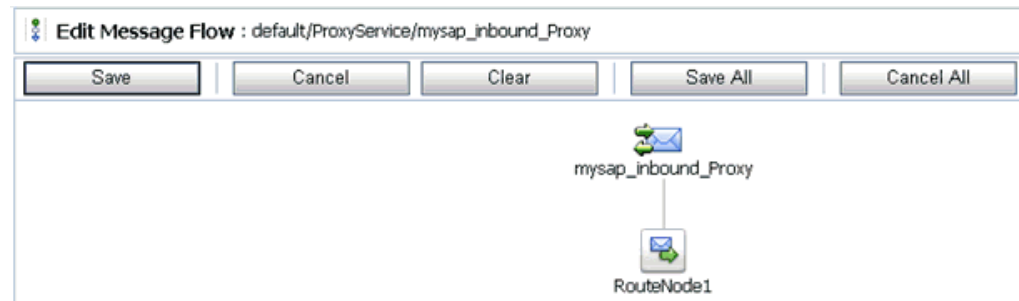 Edit Message Flow : default/ProxyService/mysap_inbound_Proxy
Save Cancel Clear Save All Cancel All
mysap_inbound_Proxy
RouteNode1